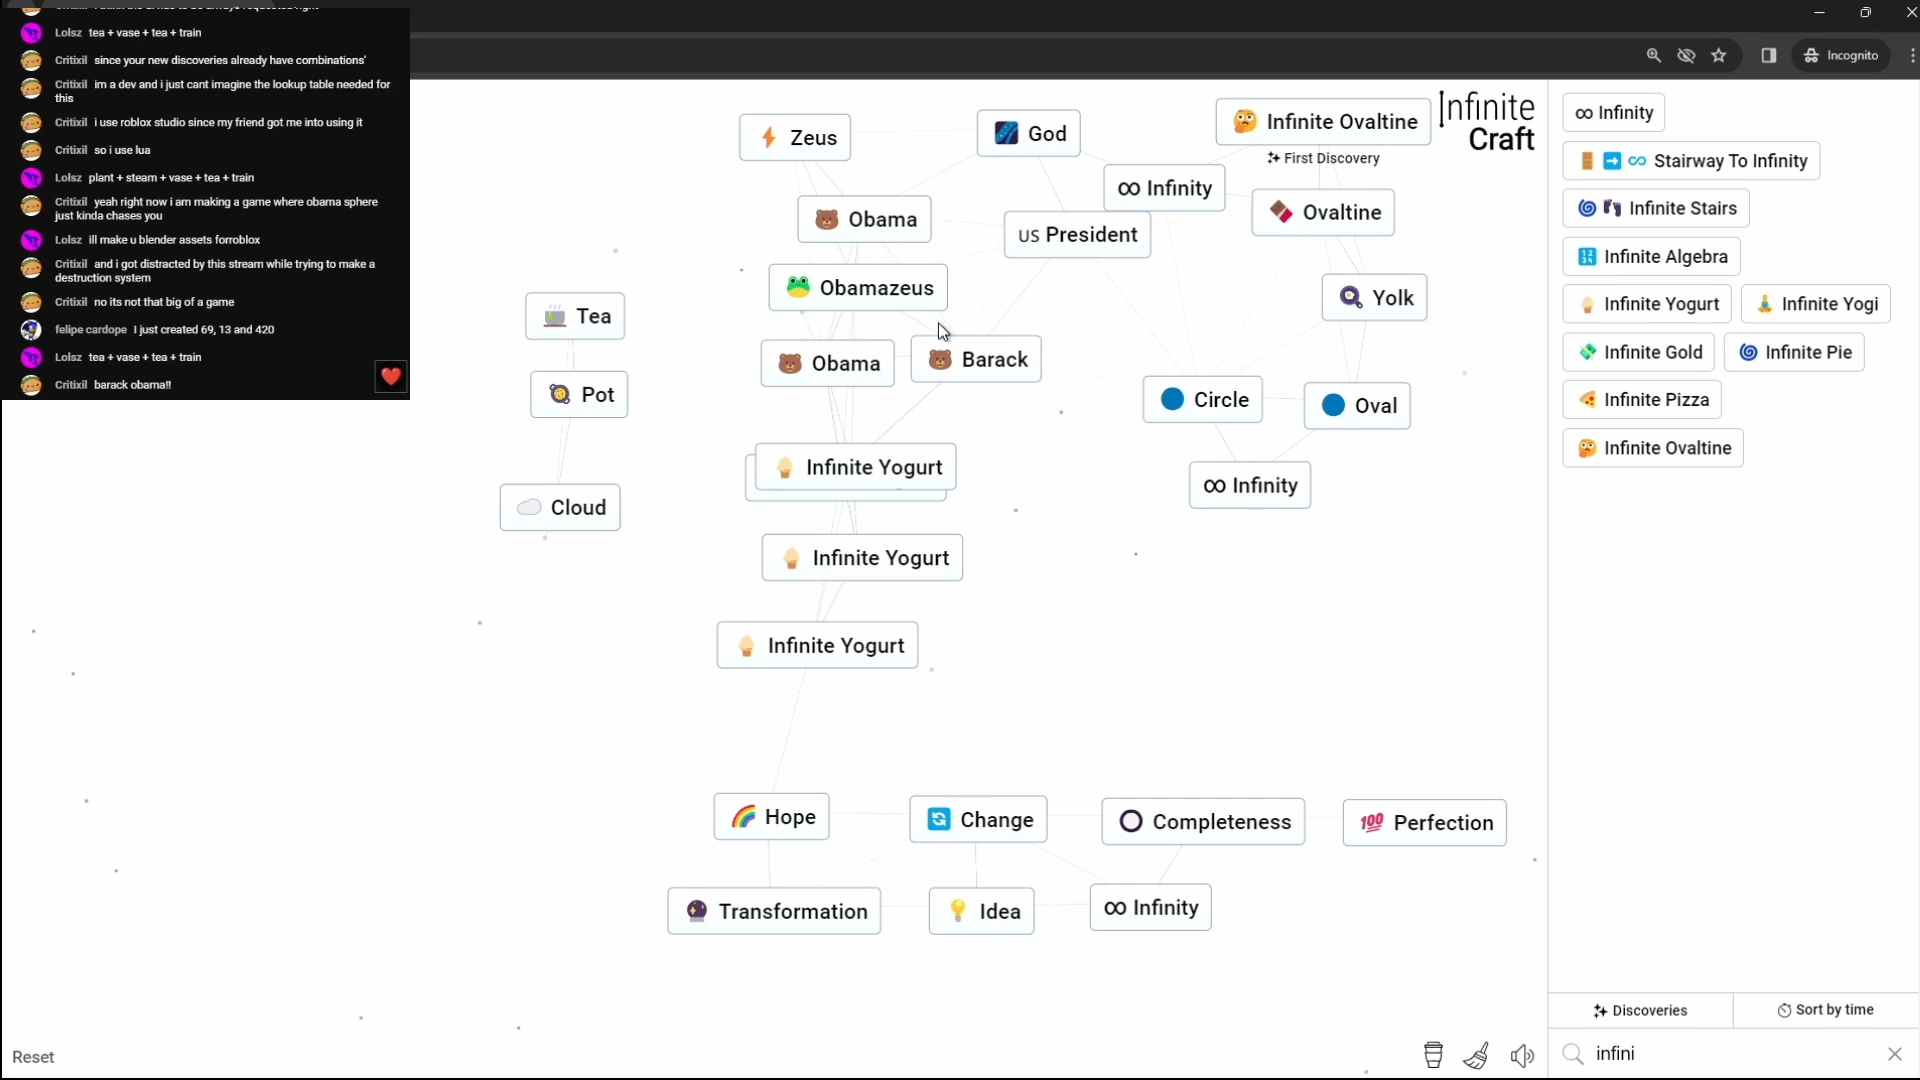 Lolsz tea + vase + tea + train
Critixil since your new discoveries already have combinations'
Critixil im a dev and i just cant imagine the lookup table needed for
this
Critixil i use roblox studio since my friend got me into using it
Critixil so i use lua
Lolsz plant + steam + vase + tea + train
Critixil yeah right now i am making a game where obama sphere
just kinda chases you
Lolsz ill make u blender assets forroblox
Critixil and i got distracted by this stream while trying to make a
destruction system
Critixil no its not that big of a game
felipe cardope I just created 69, 13 and 420
Lolsz tea + vase + tea + train
Critixil barack obama!!
Incognito
Zeus
God
Infinite Ovaltine
First Discovery
Infinite
Craft
∞ Infinity
Obama
US President
Ovaltine
Obamazeus
Yolk
Tea
Obama
Barack
Pot
Circle
Oval
Infinite Yogurt
∞ Infinity
Cloud
Infinite Yogurt
Infinite Yogurt
Hope
Change
Completeness
100 Perfection
Transformation
Idea
∞ Infinity
Reset
∞ Infinity
Stairway To Infinity
Infinite Stairs
Infinite Algebra
Infinite Yogurt
Infinite Yogi
Infinite Gold
Infinite Pie
Infinite Pizza
Infinite Ovaltine
Discoveries
Sort by time
infini